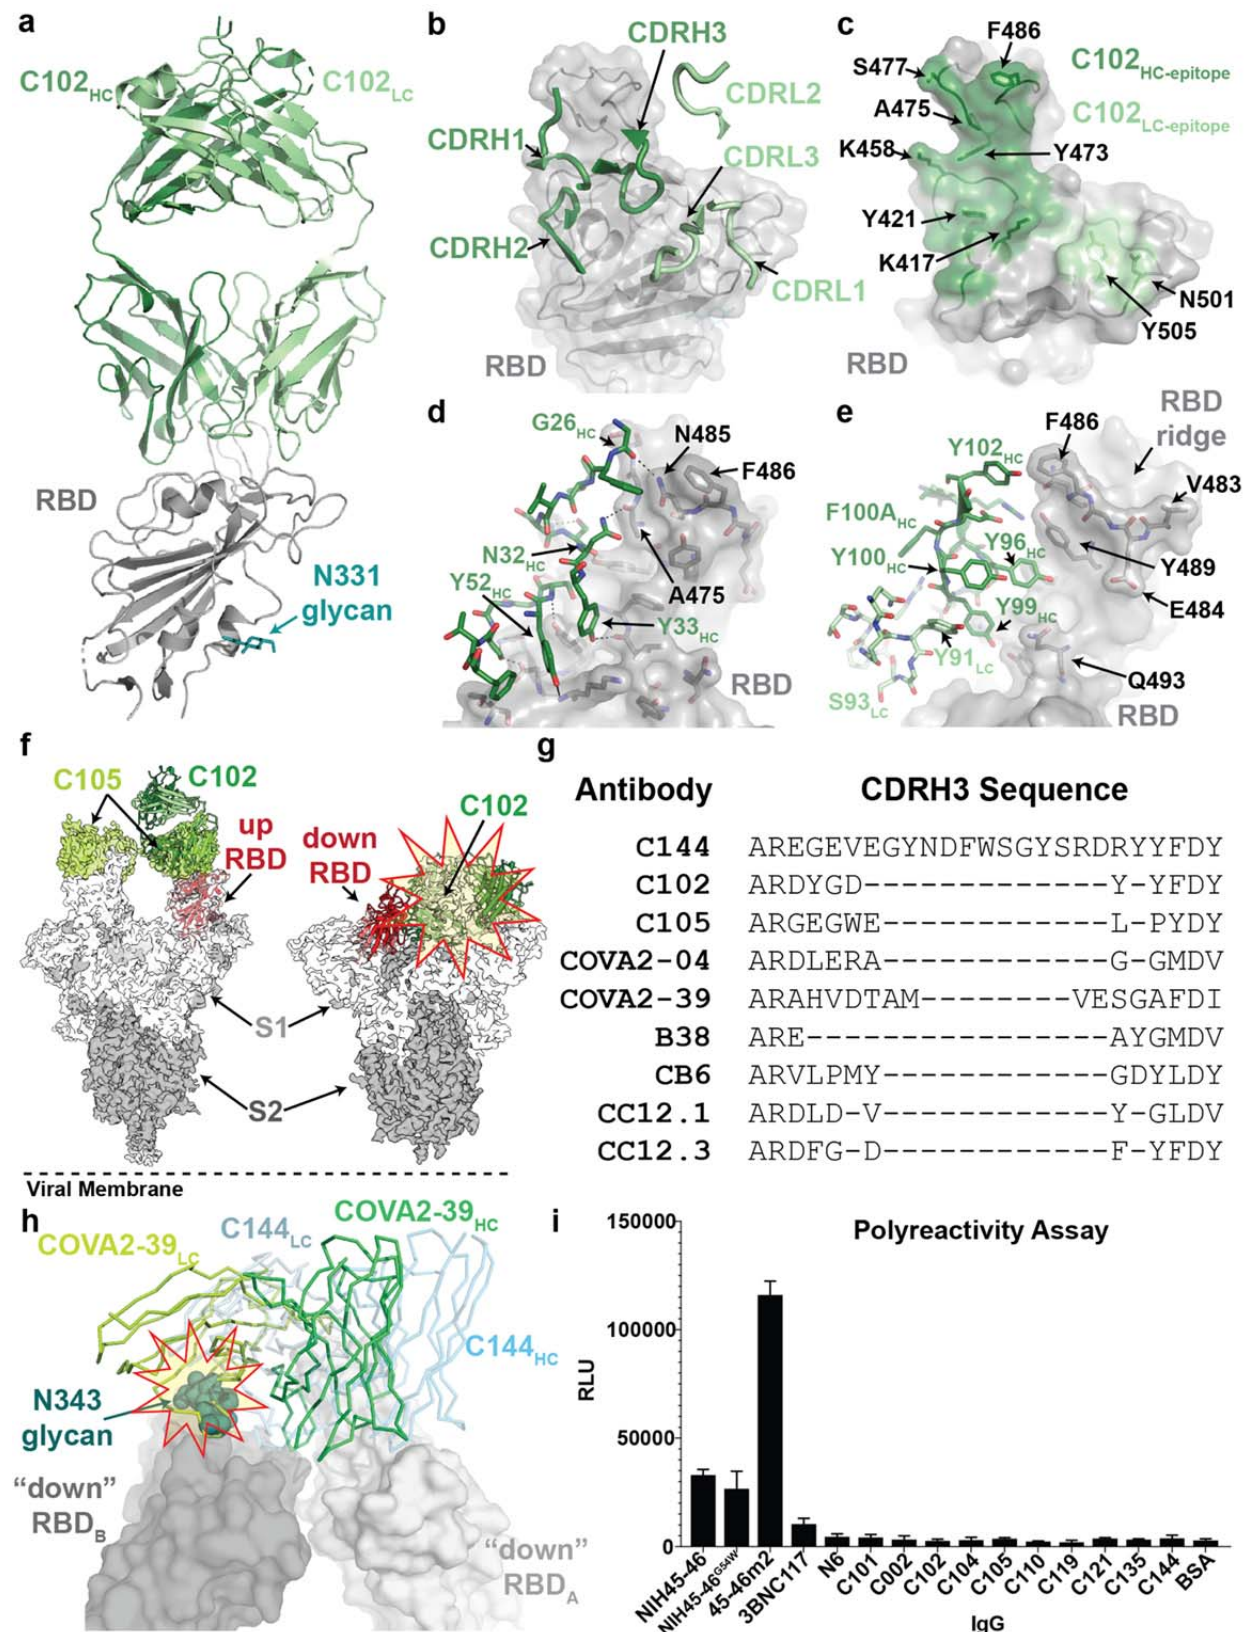 a
C102HC
C102LC
RBD
N331
glycan
b
CDRH3
CDRL2
CDRH1
CDRL3
CDRH2
CDRL1
RBD
c
F486
S477
C102HC-epitope
A475
C102LC-epitope
K458
Y473
Y421
K417
N501
Y505
RBD
d
G26HC
N485
F486
N32HC
A475
Y52HC
Y33HC
RBD
e
RBD
ridge
F486
Y102HC
V483
F100AHC
Y96HC
Y100HC
Y489
E484
Y99HC
Y91LC
Q493
S93LC
RBD
f
C105
C102
up
RBD
down
RBD
C102
S1
S2
Viral Membrane
g
Antibody CDRH3 Sequence
C144 AREGEVEGYNDFWSGYSRDRYYFDY
C102 ARDYGD-------------Y-YFDY
C105 ARGEGWE------------L-PYDY
COVA2-04 ARDLERA------------G-GMDV
COVA2-39 ARAHVDTAM--------VESGAFDI
B38 ARE----------------AYGMDV
CB6 ARVLPMY------------GDYLDY
CC12.1 ARDLD-V------------Y-GLDV
CC12.3 ARDFG-D------------F-YFDY
h
COVA2-39LC
C144LC
COVA2-39HC
C144HC
N343
glycan
“down”
RBDB
“down”
RBDA
i
Polyreactivity Assay
150000
100000
50000
0
RLU
NIH45-46
NIH45-46G54W
45-46m2
3BNC117
N6
C101
C002
C102
C104
C105
C110
C119
C121
C135
C144
BSA
IgG